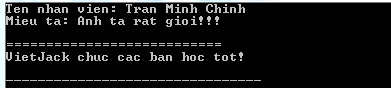 Ten nhan vien: Tran Minh Chinh
Mieu ta: Anh ta rat gioi!!!
===========================
VietJack chuc cac ban hoc tot!
--------------------------------